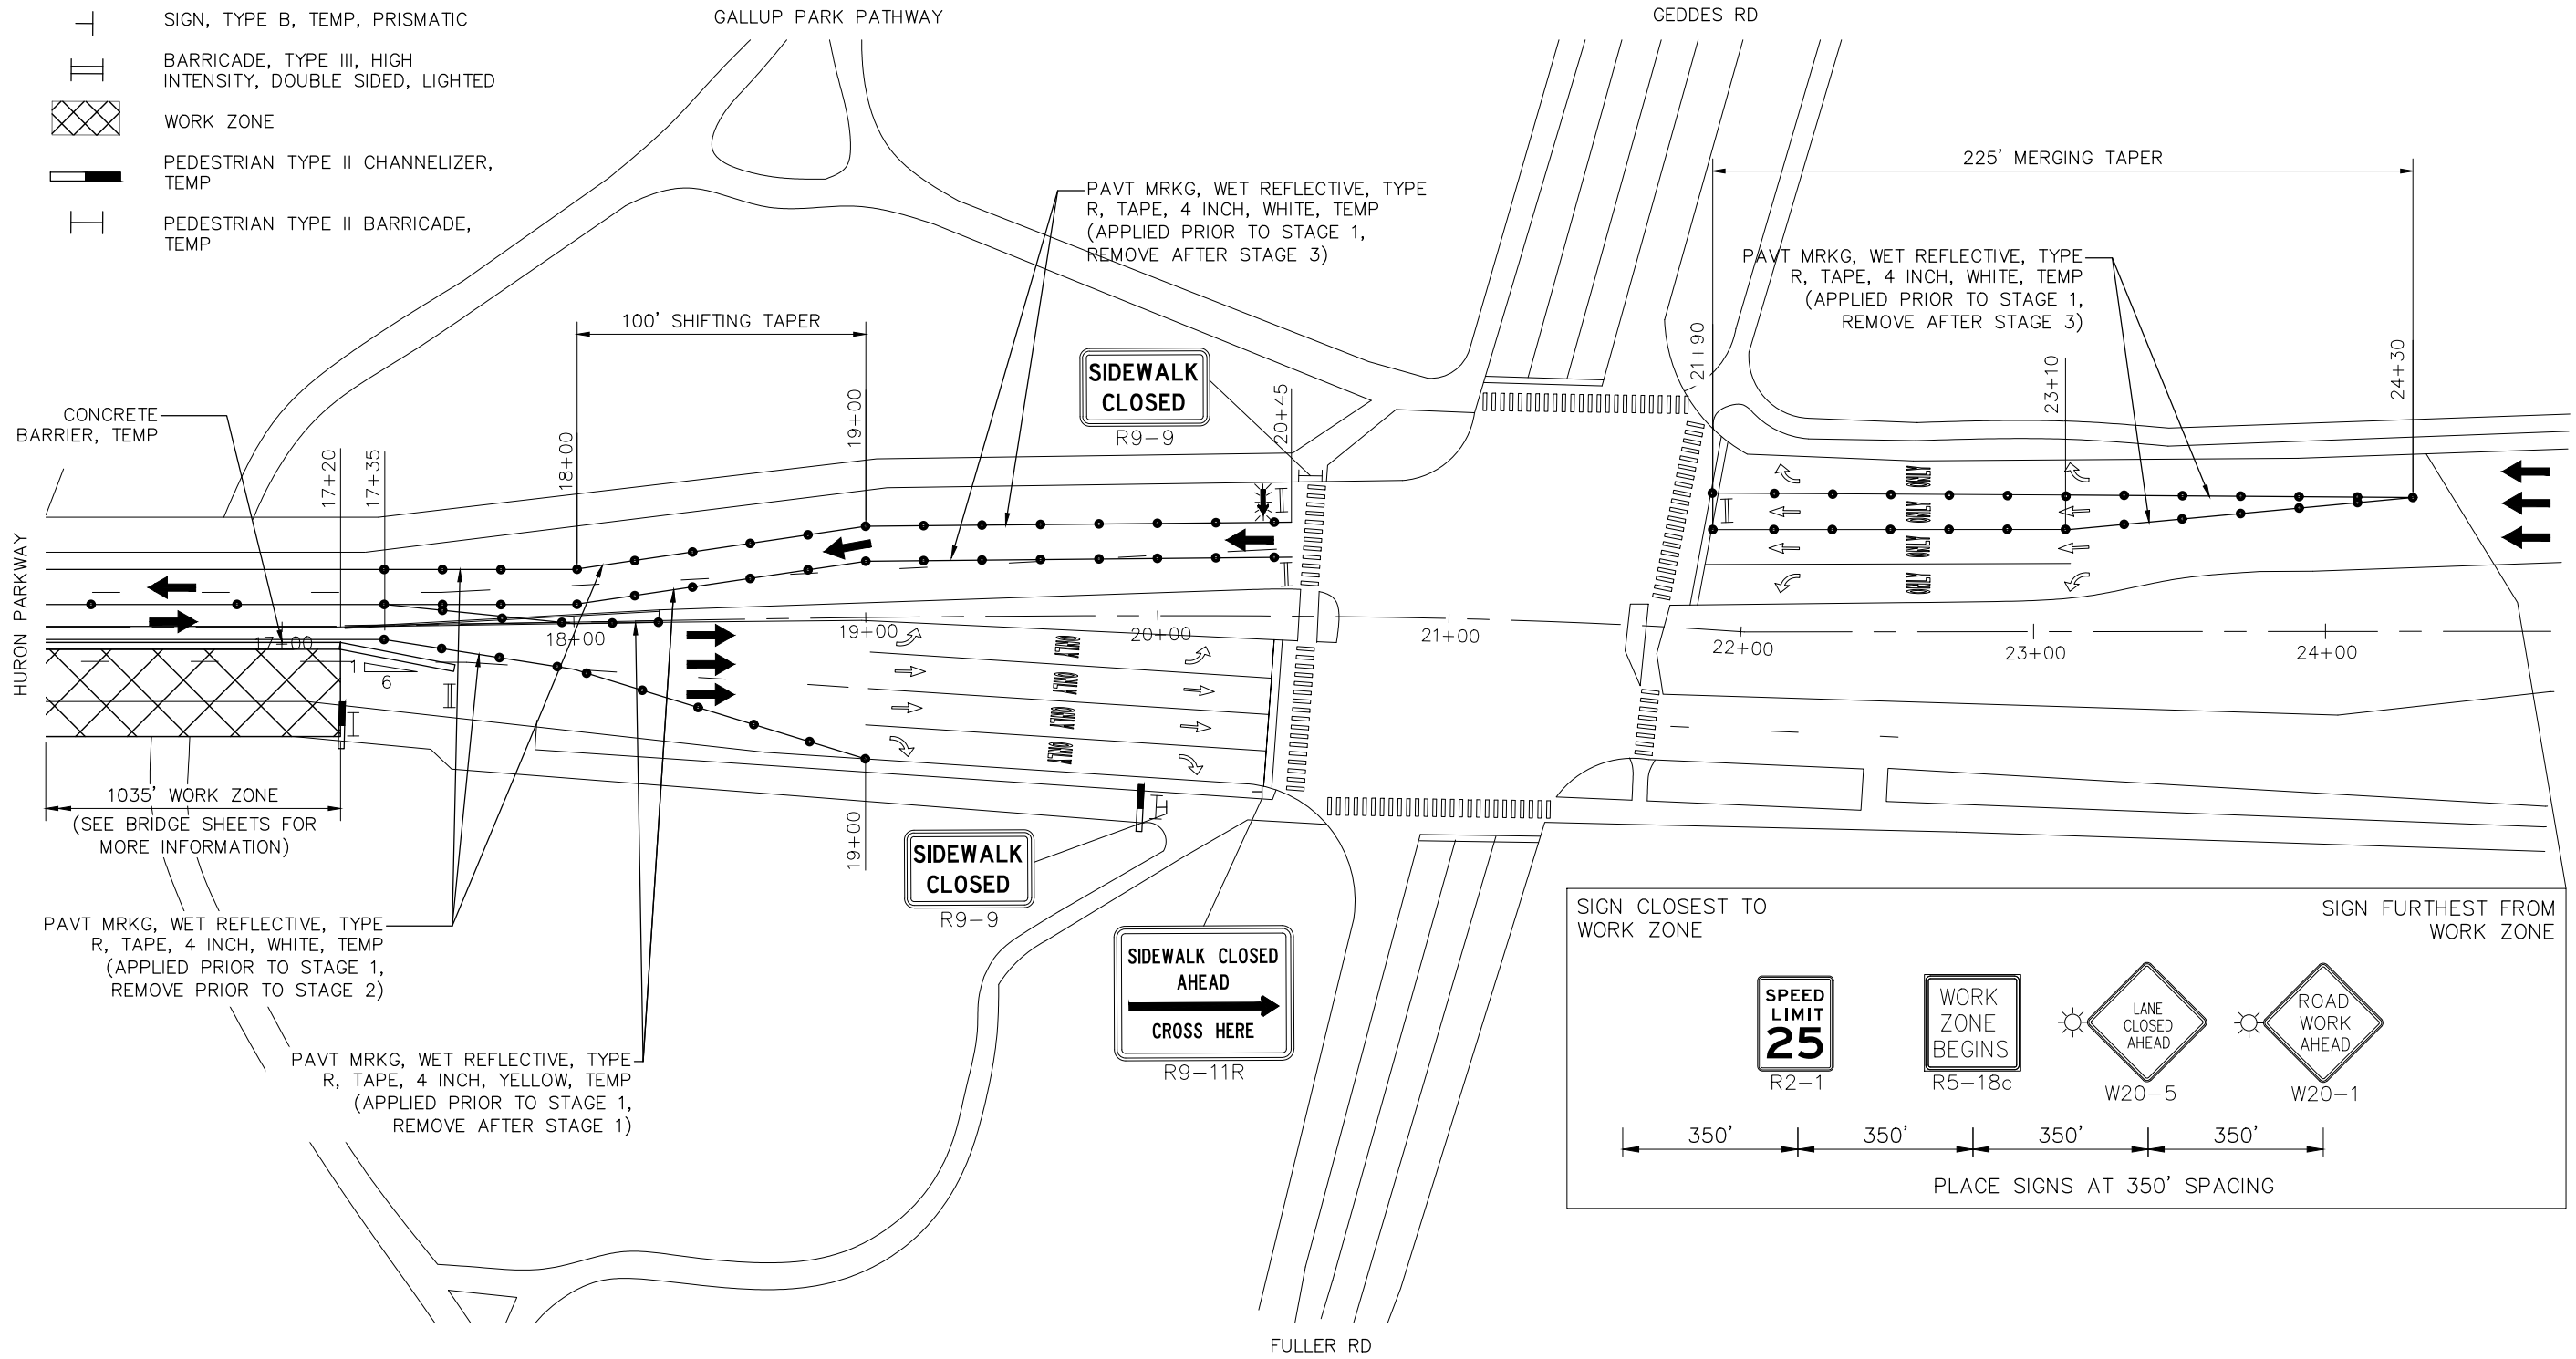 SIGN, TYPE B, TEMP, PRISMATIC
BARRICADE, TYPE III, HIGH
INTENSITY, DOUBLE SIDED, LIGHTED
WORK ZONE
PEDESTRIAN TYPE II CHANNELIZER,
TEMP
PEDESTRIAN TYPE II BARRICADE,
TEMP
GALLUP PARK PATHWAY
GEDDES RD
225' MERGING TAPER
PAVT MRKG, WET REFLECTIVE, TYPE
R, TAPE, 4 INCH, WHITE, TEMP
(APPLIED PRIOR TO STAGE 1,
REMOVE AFTER STAGE 3)
PAVT MRKG, WET REFLECTIVE, TYPE
R, TAPE, 4 INCH, WHITE, TEMP
(APPLIED PRIOR TO STAGE 1,
REMOVE AFTER STAGE 3)
100' SHIFTING TAPER
SIDEWALK
CLOSED
R9-9
CONCRETE
BARRIER, TEMP
17+20
17+35
18+00
19+00
20+45
21+90
23+10
24+30
ONLY
ONLY
ONLY
ONLY
HURON PARKWAY
17+00
18+00
19+00
20+00
21+00
22+00
23+00
24+00
1
6
ONLY
ONLY
ONLY
ONLY
1035' WORK ZONE
(SEE BRIDGE SHEETS FOR
MORE INFORMATION)
19+00
SIDEWALK
CLOSED
R9-9
PAVT MRKG, WET REFLECTIVE, TYPE
R, TAPE, 4 INCH, WHITE, TEMP
(APPLIED PRIOR TO STAGE 1,
REMOVE PRIOR TO STAGE 2)
SIDEWALK CLOSED
AHEAD
CROSS HERE
R9-11R
PAVT MRKG, WET REFLECTIVE, TYPE
R, TAPE, 4 INCH, YELLOW, TEMP
(APPLIED PRIOR TO STAGE 1,
REMOVE AFTER STAGE 1)
SIGN CLOSEST TO
WORK ZONE
SIGN FURTHEST FROM
WORK ZONE
SPEED
LIMIT
25
R2-1
WORK
ZONE
BEGINS
R5-18c
LANE
CLOSED
AHEAD
W20-5
ROAD
WORK
AHEAD
W20-1
350'
350'
350'
350'
PLACE SIGNS AT 350' SPACING
FULLER RD